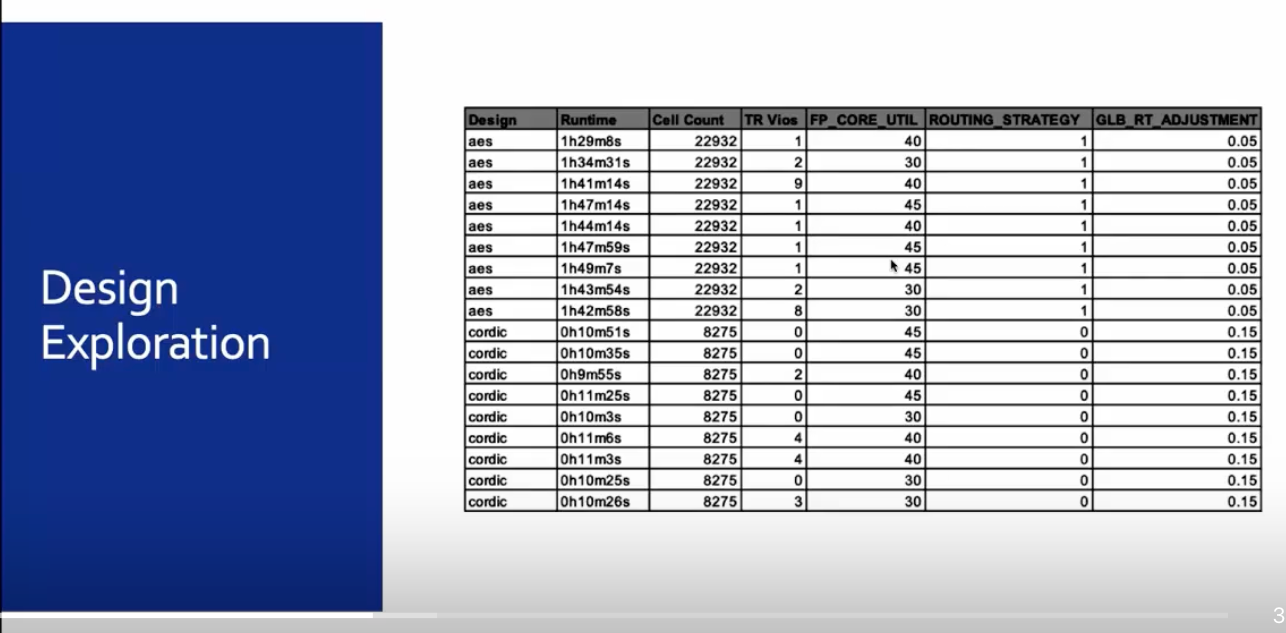 Design
Exploration
Design Runtime Cell Count TR Vios FP_CORE_UTIL ROUTING_STRATEGY GLB_RT_ADJUSTMENT
aes 1h29m8s 22932 1 40 1 0.05
aes 1h34m31s 22932 2 30 1 0.05
aes 1h41m14s 22932 9 40 1 0.05
aes 1h47m14s 22932 1 45 1 0.05
aes 1h44m14s 22932 1 40 1 0.05
aes 1h47m59s 22932 1 45 1 0.05
aes 1h49m7s 22932 1 45 1 0.05
aes 1h43m54s 22932 2 30 1 0.05
aes 1h42m58s 22932 8 30 1 0.05
cordic 0h10m51s 8275 0 45 0 0.15
cordic 0h10m35s 8275 0 45 0 0.15
cordic 0h9m55s 8275 2 40 0 0.15
cordic 0h11m25s 8275 0 45 0 0.15
cordic 0h10m3s 8275 0 30 0 0.15
cordic 0h11m6s 8275 4 40 0 0.15
cordic 0h11m3s 8275 4 40 0 0.15
cordic 0h10m25s 8275 0 30 0 0.15
cordic 0h10m26s 8275 3 30 0 0.15
3